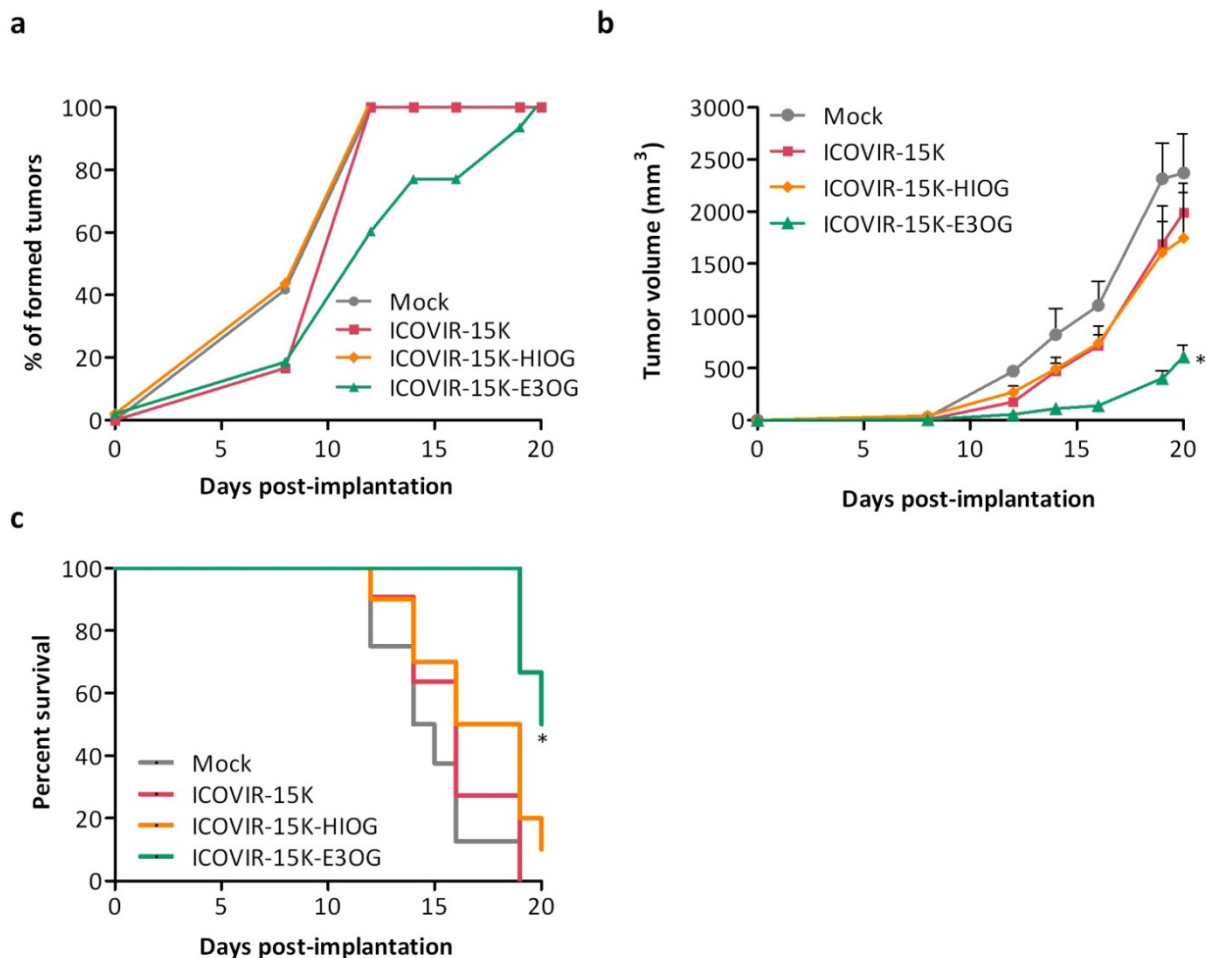 a
% of formed tumors
100
80
60
40
20
0
Mock
ICOVIR-15K
ICOVIR-15K-HIOG
ICOVIR-15K-E3OG
0 5 10 15 20
Days post-implantation
b
Tumor volume (mm³)
3000
2500
2000
1500
1000
500
0
Mock
ICOVIR-15K
ICOVIR-15K-HIOG
ICOVIR-15K-E3OG
*
0 5 10 15 20
Days post-implantation
c
Percent survival
100
80
60
40
20
0
*
Mock
ICOVIR-15K
ICOVIR-15K-HIOG
ICOVIR-15K-E3OG
0 5 10 15 20
Days post-implantation